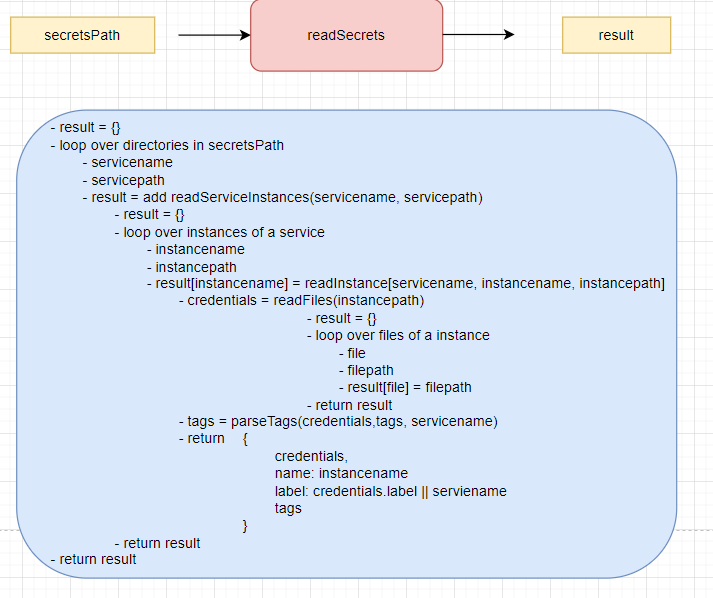 secretsPath
readSecrets
result
- result = {}
- loop over directories in secretsPath
- servicename
- servicepath
- result = add readServiceInstances(servicename, servicepath)
- result = {}
- loop over instances of a service
- instancename
- instancepath
- result[instancename] = readInstance[servicename, instancename, instancepath]
- credentials = readFiles(instancepath)
- result = {}
- loop over files of a instance
- file
- filepath
- result[file] = filepath
- return result
- tags = parseTags(credentials,tags, servicename)
- return {
credentials,
name: instancename
label: credentials.label || serviename
tags
}
- return result
- return result